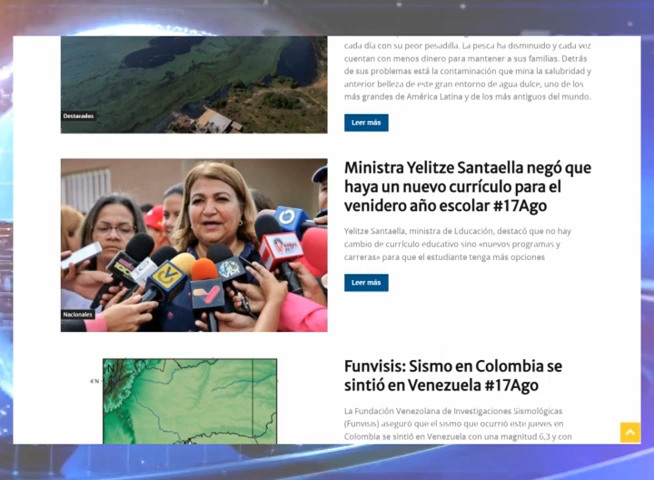 cada día con su peor pesadilla. La pesca ha disminuido y cada vez
cuentan con menos dinero para mantener a sus familias. Detrás
de sus problemas está la contaminación que mina la salubridad y
anterior belleza de este gran entorno de agua dulce, uno de los
más grandes de América Latina y de los más antiguos del mundo.
Destacados
Leer más
Ministra Yelitze Santaella negó que
haya un nuevo currículo para el
venidero año escolar #17Ago
Yelitze Santaella, ministra de Educación, destacó que no hay
cambio de currículo educativo sino «nuevos programas y
carreras» para que el estudiante tenga más opciones
Leer más
Nacionales
Funvisis: Sismo en Colombia se
sintió en Venezuela #17Ago
La Fundación Venezolana de Investigaciones Sismológicas
(Funvisis) aseguró que el sismo que ocurrió este jueves en
Colombia se sintió en Venezuela con una magnitud 6,3 y con
4°N